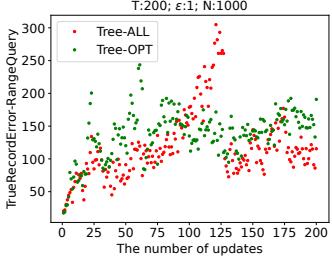 T:200; ε:1; N:1000
Tree-ALL
Tree-OPT
TrueRecordError-RangeQuery
300
250
200
150
100
50
0 25 50 75 100 125 150 175 200
The number of updates